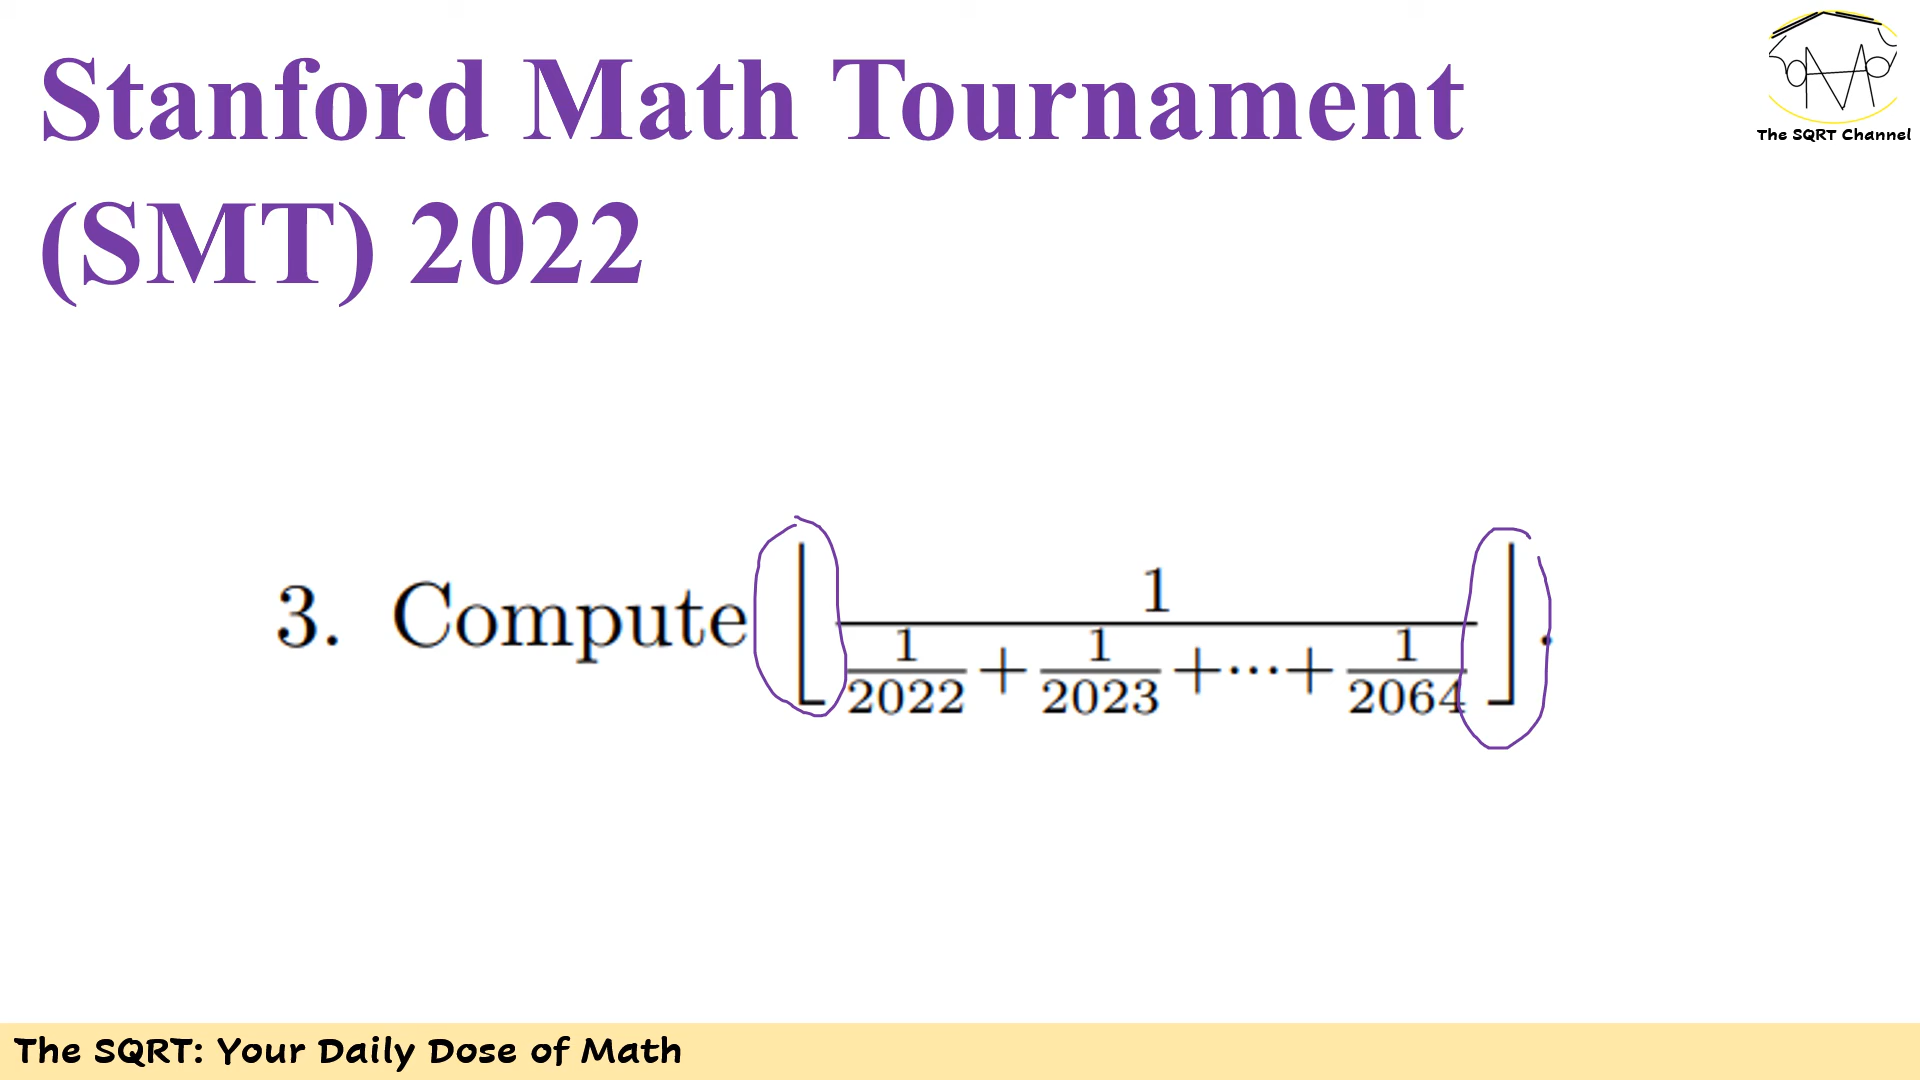 Stanford Math Tournament
(SMT) 2022
The SQRT Channel
3. Compute ⌊ 1 / (1/2022 + 1/2023 + ··· + 1/2064) ⌋.
The SQRT: Your Daily Dose of Math